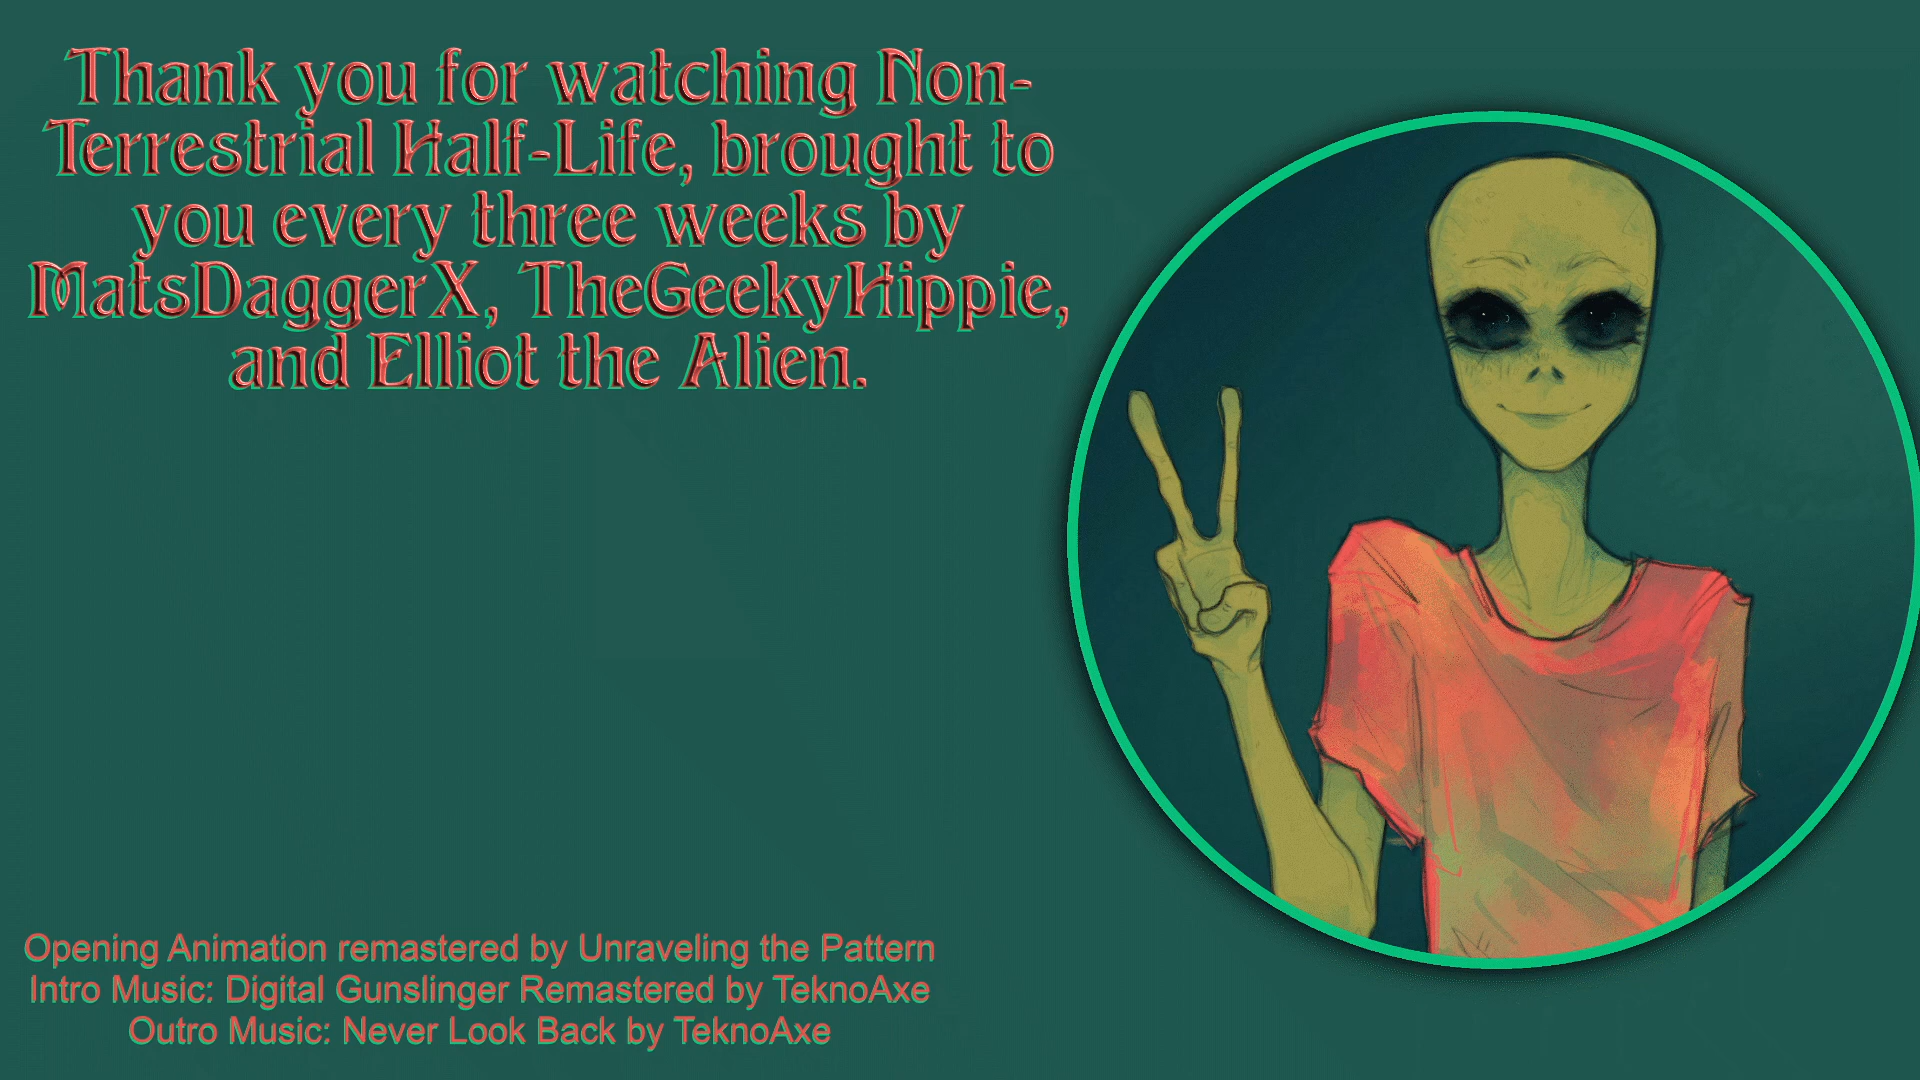 Thank you for watching Non-
Terrestrial Half-Life, brought to
you every three weeks by
MatsDaggerX, TheGeekyHippie,
and Elliot the Alien.
Opening Animation remastered by Unraveling the Pattern
Intro Music: Digital Gunslinger Remastered by TeknoAxe
Outro Music: Never Look Back by TeknoAxe